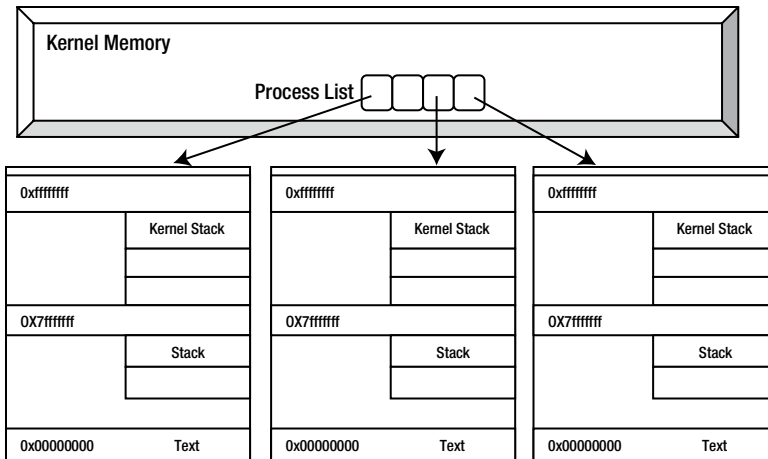 Kernel Memory
Process List
0xffffffff
Kernel Stack
0X7fffffff
Stack
0x00000000 Text
0xffffffff
Kernel Stack
0X7fffffff
Stack
0x00000000 Text
0xffffffff
Kernel Stack
0X7fffffff
Stack
0x00000000 Text